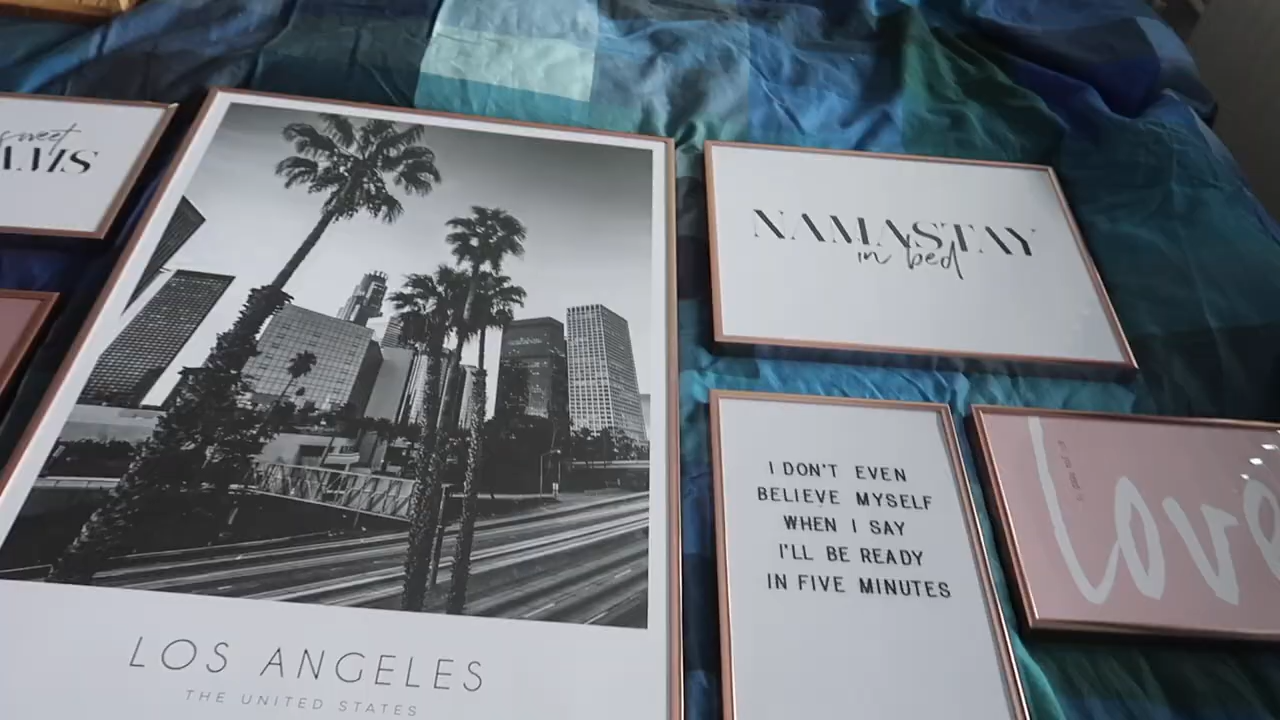 sweet
LOS ANGELES
THE UNITED STATES
NAMASTAY
in bed
I DON'T EVEN
BELIEVE MYSELF
WHEN I SAY
I'LL BE READY
IN FIVE MINUTES
love